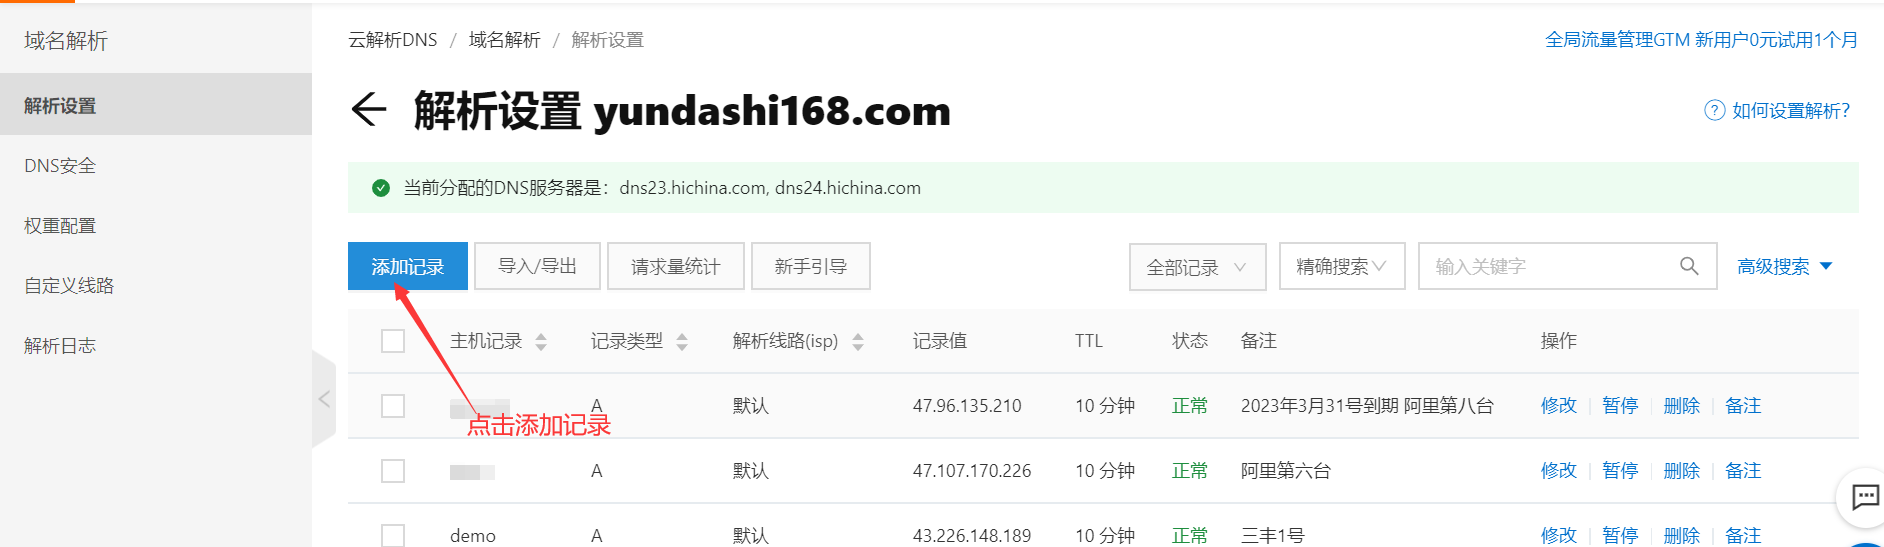 域名解析
解析设置
DNS安全
权重配置
自定义线路
解析日志
云解析DNS / 域名解析 / 解析设置
全局流量管理GTM 新用户0元试用1个月
解析设置 yundashi168.com
如何设置解析?
当前分配的DNS服务器是：dns23.hichina.com, dns24.hichina.com
添加记录 导入/导出 请求量统计 新手引导 全部记录 精确搜索 输入关键字 高级搜索
主机记录 记录类型 解析线路(isp) 记录值 TTL 状态 备注 操作
A 默认 47.96.135.210 10 分钟 正常 2023年3月31号到期 阿里第八台 修改 暂停 删除 备注
点击添加记录
A 默认 47.107.170.226 10 分钟 正常 阿里第六台 修改 暂停 删除 备注
demo A 默认 43.226.148.189 10 分钟 正常 三丰1号 修改 暂停 删除 备注